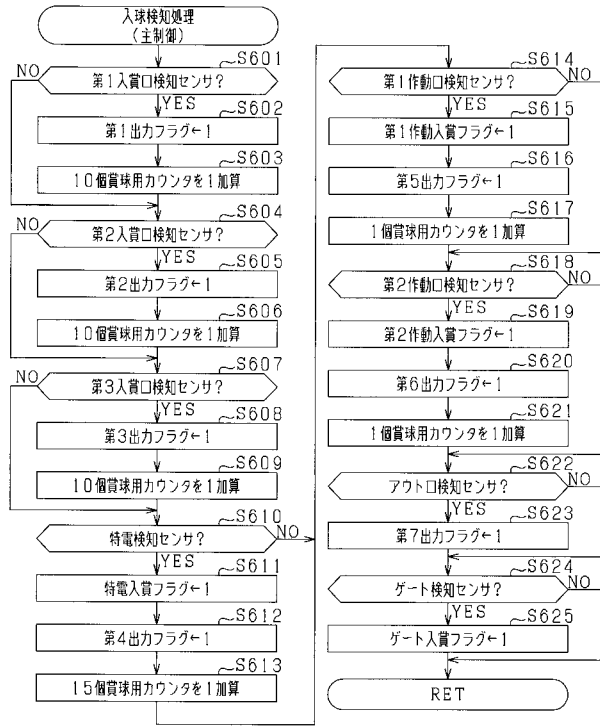 入球検知処理
(主制御)
S601
第1入賞口検知センサ?
NO
YES
S602
第1出力フラグ←1
S603
10個賞球用カウンタを1加算
S604
第2入賞口検知センサ?
NO
YES
S605
第2出力フラグ←1
S606
10個賞球用カウンタを1加算
S607
第3入賞口検知センサ?
NO
YES
S608
第3出力フラグ←1
S609
10個賞球用カウンタを1加算
S610
特電検知センサ?
NO
YES
S611
特電入賞フラグ←1
S612
第4出力フラグ←1
S613
15個賞球用カウンタを1加算
S614
第1作動口検知センサ?
NO
YES
S615
第1作動入賞フラグ←1
S616
第5出力フラグ←1
S617
1個賞球用カウンタを1加算
S618
第2作動口検知センサ?
NO
YES
S619
第2作動入賞フラグ←1
S620
第6出力フラグ←1
S621
1個賞球用カウンタを1加算
S622
アウト口検知センサ?
NO
YES
S623
第7出力フラグ←1
S624
ゲート検知センサ?
NO
YES
S625
ゲート入賞フラグ←1
RET